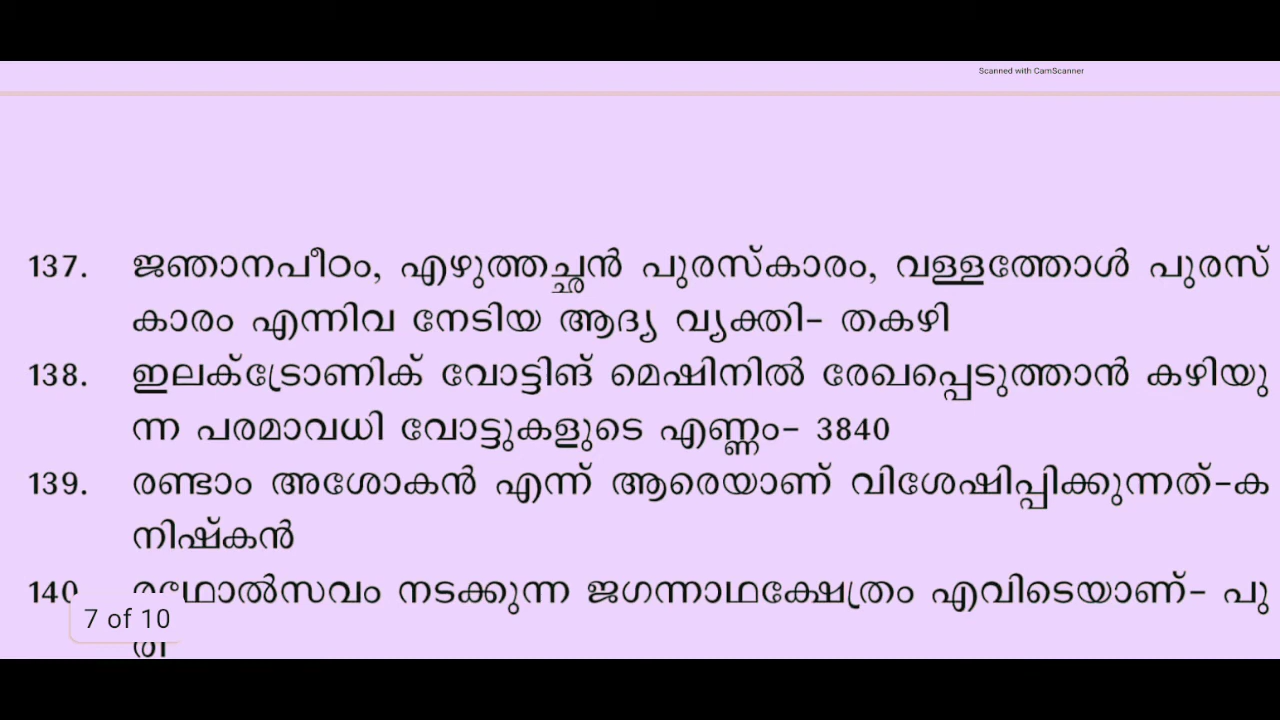 Scanned with CamScanner
137. ജഞാനപീഠം, എഴുത്തച്ഛൻ പുരസ്കാരം, വള്ളത്തോൾ പുരസ്
കാരം എന്നിവ നേടിയ ആദ്യ വ്യക്തി- തകഴി
138. ഇലക്ട്രോണിക് വോട്ടിങ് മെഷിനിൽ രേഖപ്പെടുത്താൻ കഴിയു
ന്ന പരമാവധി വോട്ടുകളുടെ എണ്ണം- 3840
139. രണ്ടാം അശോകൻ എന്ന് ആരെയാണ് വിശേഷിപ്പിക്കുന്നത്-ക
നിഷ്കൻ
140 രഥോൽസവം നടക്കുന്ന ജഗന്നാഥക്ഷേത്രം എവിടെയാണ്- പു
7 of 10
രി